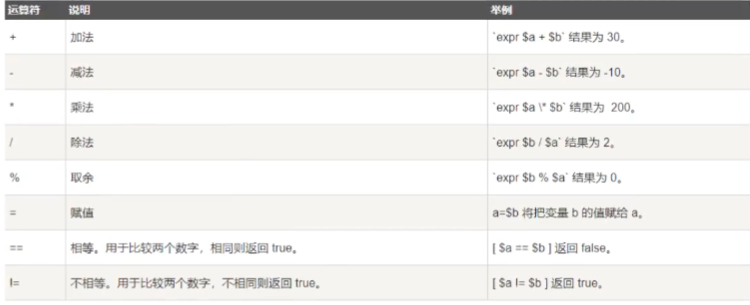 运算符 说明 举例
+ 加法 `expr $a + $b` 结果为 30。
- 减法 `expr $a - $b` 结果为 -10。
* 乘法 `expr $a \* $b` 结果为 200。
/ 除法 `expr $b / $a` 结果为 2。
% 取余 `expr $b % $a` 结果为 0。
= 赋值 a=$b 将把变量 b 的值赋给 a。
== 相等。用于比较两个数字，相同则返回 true。 [ $a == $b ] 返回 false。
!= 不相等。用于比较两个数字，不相同则返回 true。 [ $a != $b ] 返回 true。